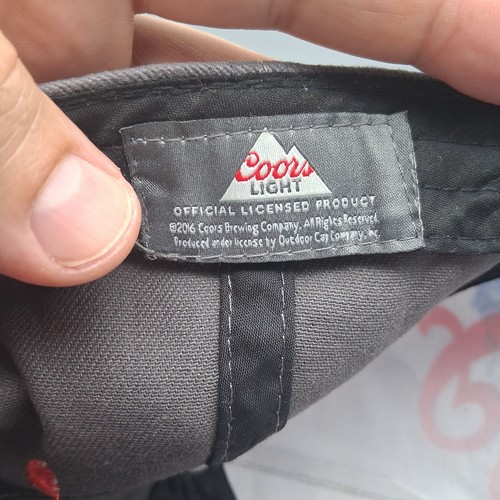 Coors
LIGHT
OFFICIAL LICENSED PRODUCT
©2016 Coors Brewing Company, All Rights Reserved.
Produced under license by Outdoor Cap Company, Inc